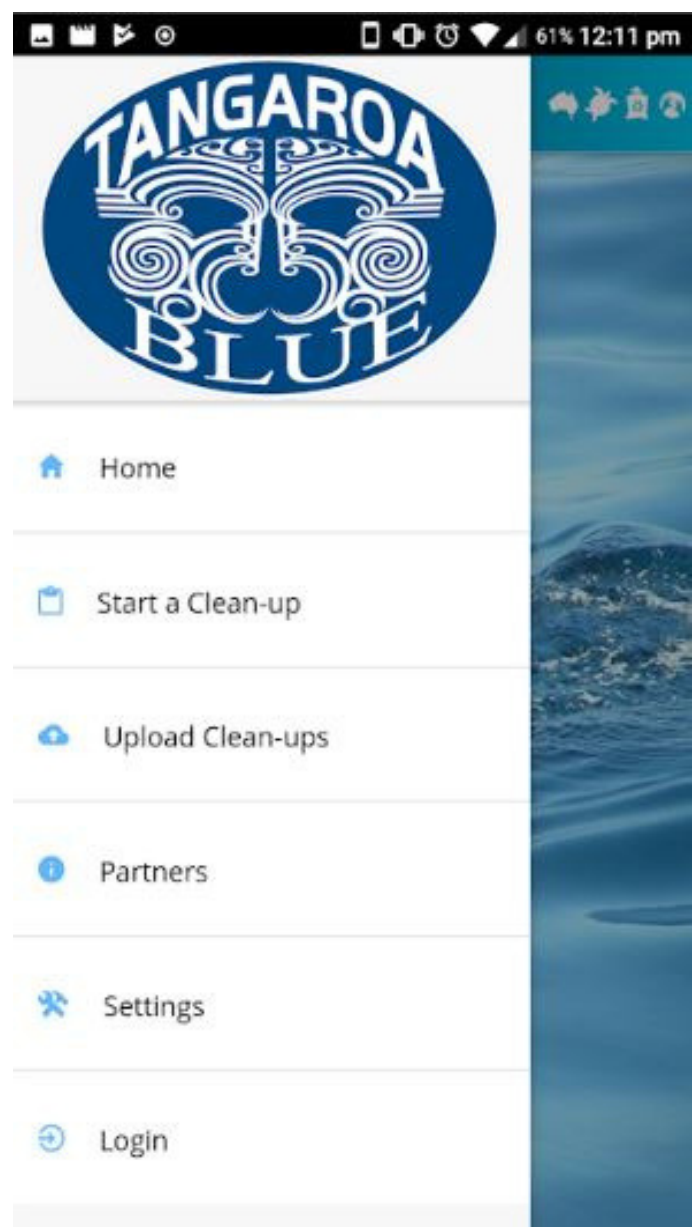 61% 12:11 pm
TANGAROA
BLUE
Home
Start a Clean-up
Upload Clean-ups
Partners
Settings
Login